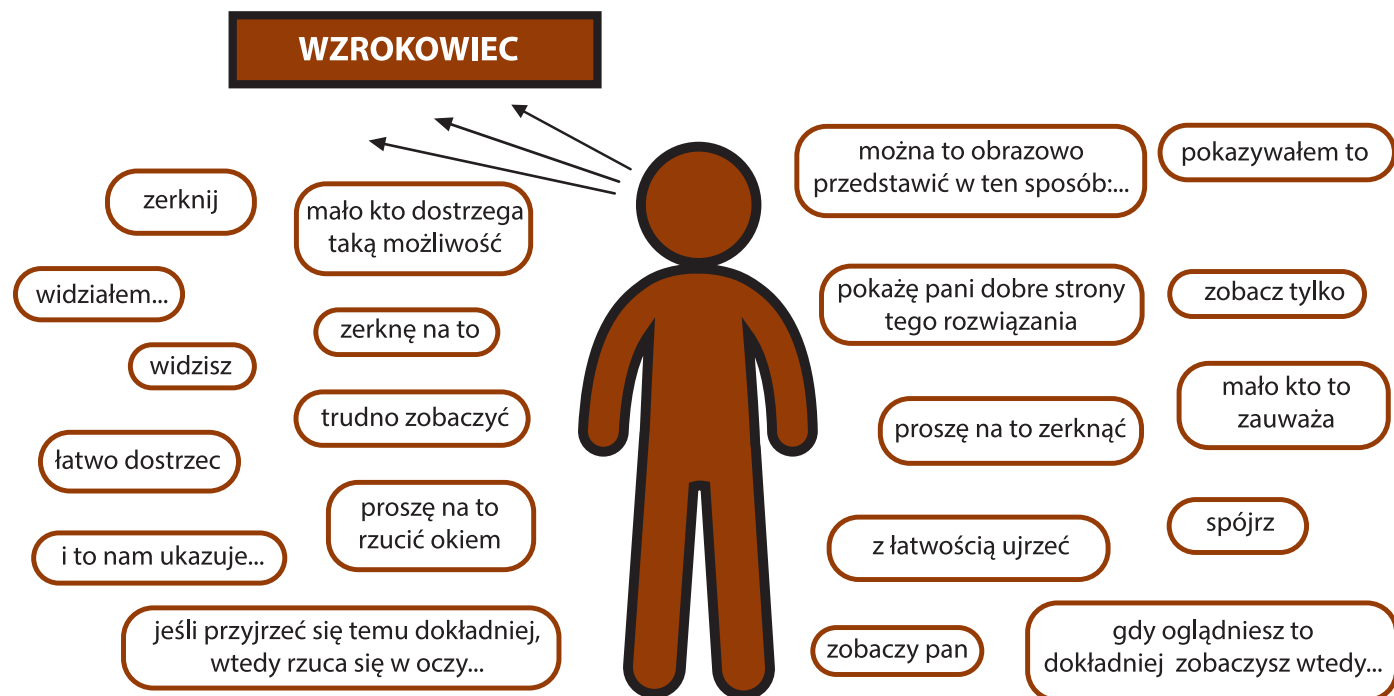 WZROKOWIEC
zerknij
mało kto dostrzega
taką możliwość
widziałem...
zerknę na to
widzisz
trudno zobaczyć
łatwo dostrzec
proszę na to
rzucić okiem
i to nam ukazuje...
jeśli przyjrzeć się temu dokładniej,
wtedy rzuca się w oczy...
można to obrazowo
przedstawić w ten sposób:...
pokazywałem to
pokażę pani dobre strony
tego rozwiązania
zobacz tylko
mało kto to
zauważa
proszę na to zerknąć
spójrz
z łatwością ujrzeć
zobaczy pan
gdy oglądniesz to
dokładniej zobaczysz wtedy...